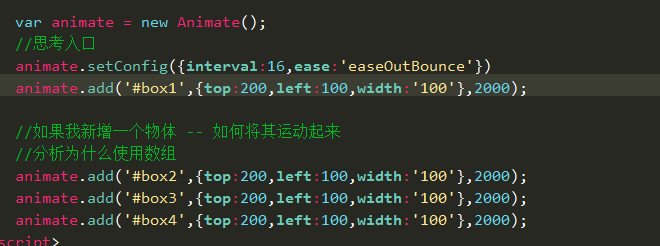 var animate = new Animate();
//思考入口
animate.setConfig({interval:16,ease:'easeOutBounce'})
animate.add('#box1',{top:200,left:100,width:'100'},2000);
//如果我新增一个物体 -- 如何将其运动起来
//分析为什么使用数组
animate.add('#box2',{top:200,left:100,width:'100'},2000);
animate.add('#box3',{top:200,left:100,width:'100'},2000);
animate.add('#box4',{top:200,left:100,width:'100'},2000);
script>